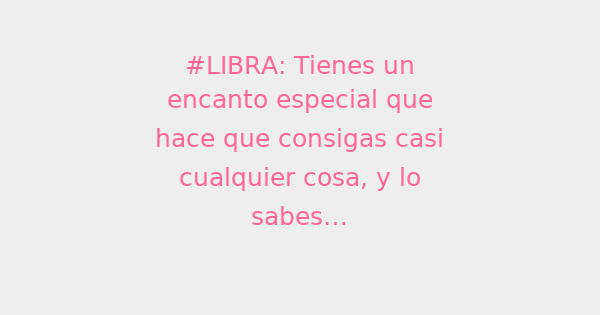 #LIBRA: Tienes un
encanto especial que
hace que consigas casi
cualquier cosa, y lo
sabes...